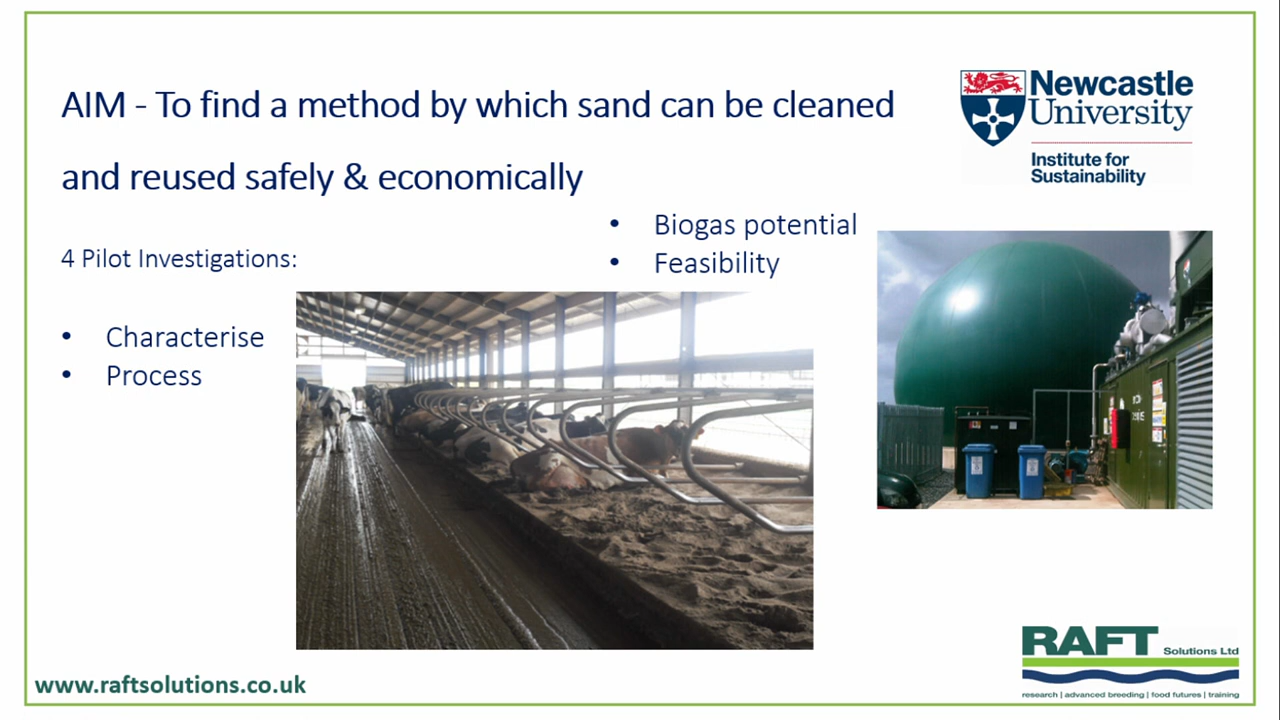 AIM - To find a method by which sand can be cleaned
and reused safely & economically
Newcastle
University
Institute for
Sustainability
4 Pilot Investigations:
• Characterise
• Process
• Biogas potential
• Feasibility
www.raftsolutions.co.uk
RAFT Solutions Ltd
research | advanced breeding | food futures | training